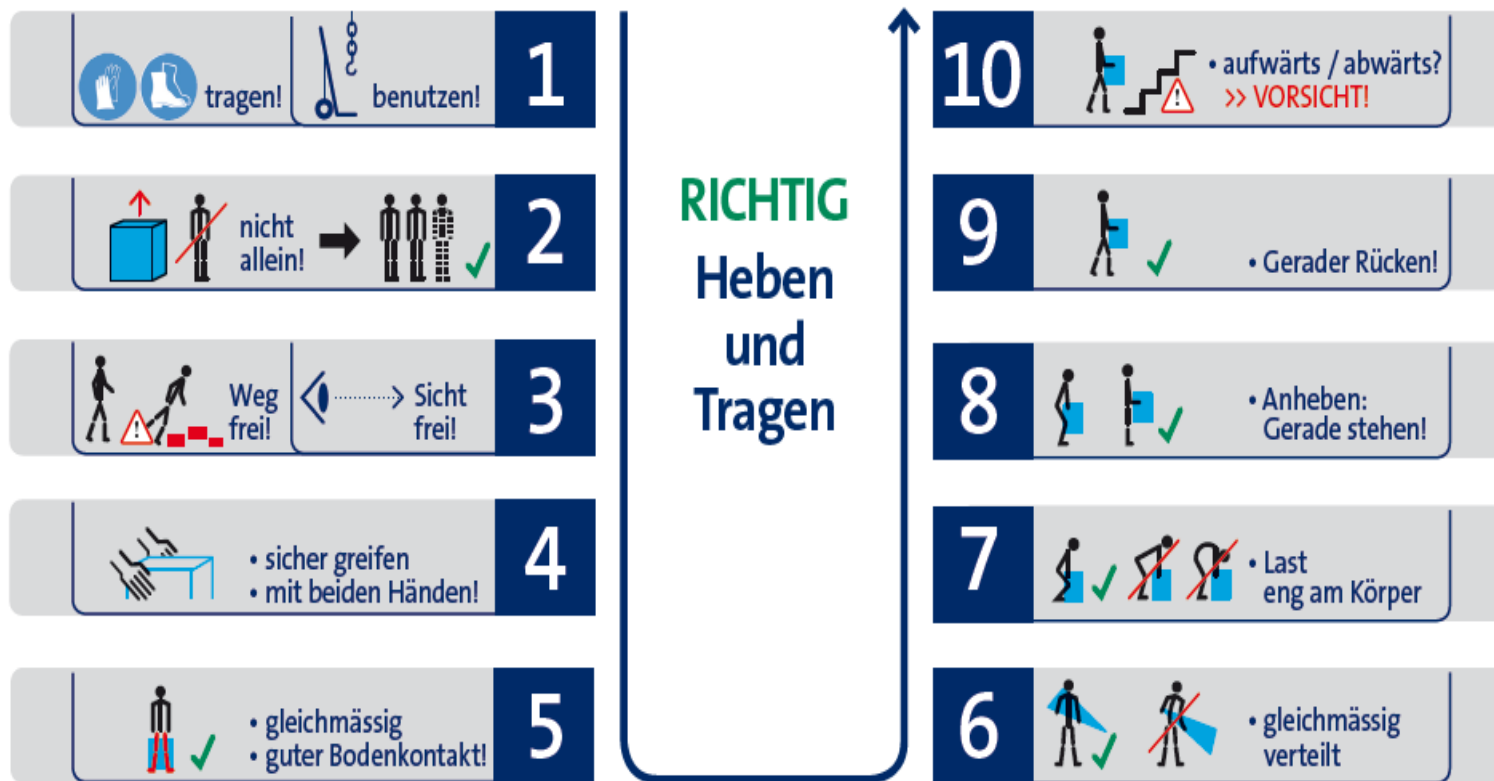 1
tragen!
benutzen!
2
nicht
allein!
3
Weg
frei!
Sicht
frei!
4
• sicher greifen
• mit beiden Händen!
5
• gleichmässig
• guter Bodenkontakt!
RICHTIG
Heben
und
Tragen
6
• gleichmässig
verteilt
7
• Last
eng am Körper
8
• Anheben:
Gerade stehen!
9
• Gerader Rücken!
10
• aufwärts / abwärts?
>> VORSICHT!